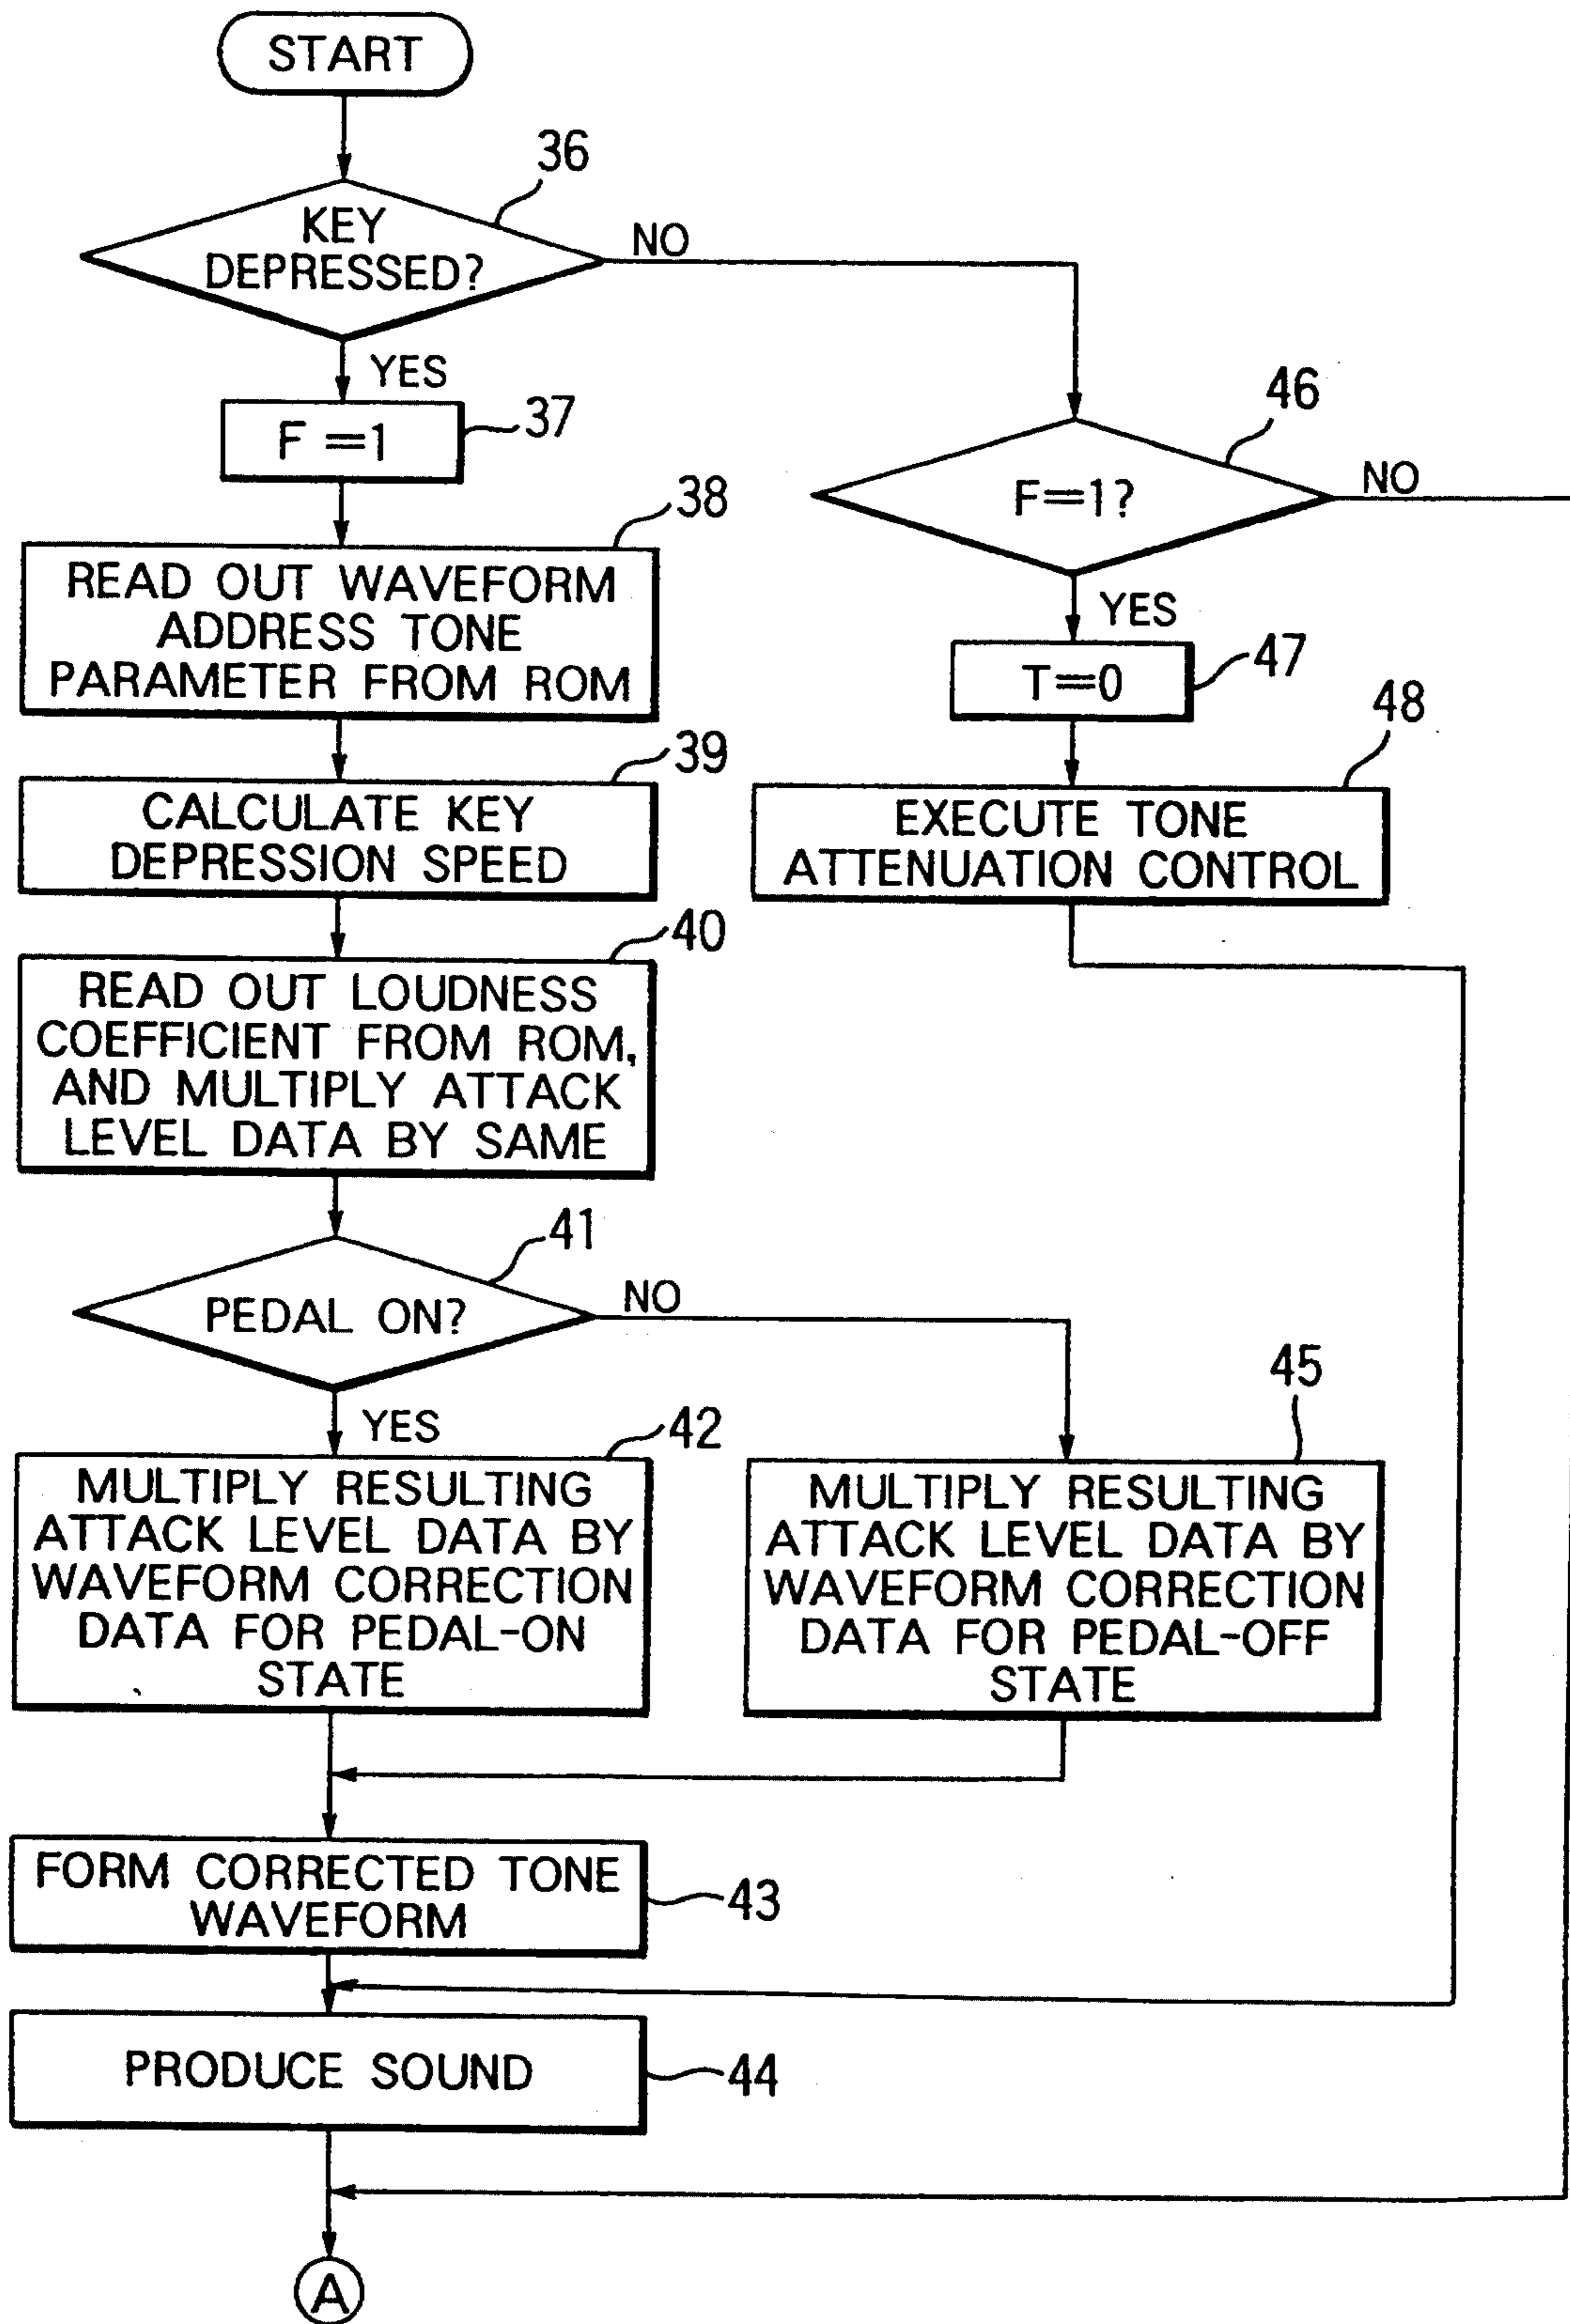 START
36
KEY
DEPRESSED?
NO
YES
F=1
37
38
READ OUT WAVEFORM
ADDRESS TONE
PARAMETER FROM ROM
39
CALCULATE KEY
DEPRESSION SPEED
40
READ OUT LOUDNESS
COEFFICIENT FROM ROM,
AND MULTIPLY ATTACK
LEVEL DATA BY SAME
41
PEDAL ON?
NO
YES
42
MULTIPLY RESULTING
ATTACK LEVEL DATA BY
WAVEFORM CORRECTION
DATA FOR PEDAL-ON
STATE
45
MULTIPLY RESULTING
ATTACK LEVEL DATA BY
WAVEFORM CORRECTION
DATA FOR PEDAL-OFF
STATE
FORM CORRECTED TONE
WAVEFORM
43
PRODUCE SOUND
44
A
46
F=1?
NO
YES
T=0
47
48
EXECUTE TONE
ATTENUATION CONTROL